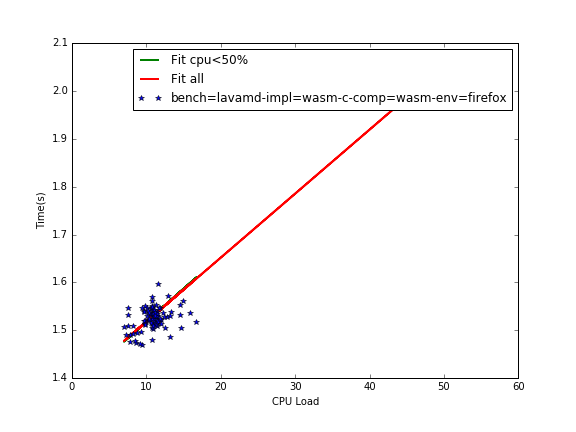 2.1
2.0
1.9
1.8
1.7
1.6
1.5
1.4
Time(s)
Fit cpu<50%
Fit all
bench=lavamd-impl=wasm-c-comp=wasm-env=firefox
0 10 20 30 40 50 60
CPU Load